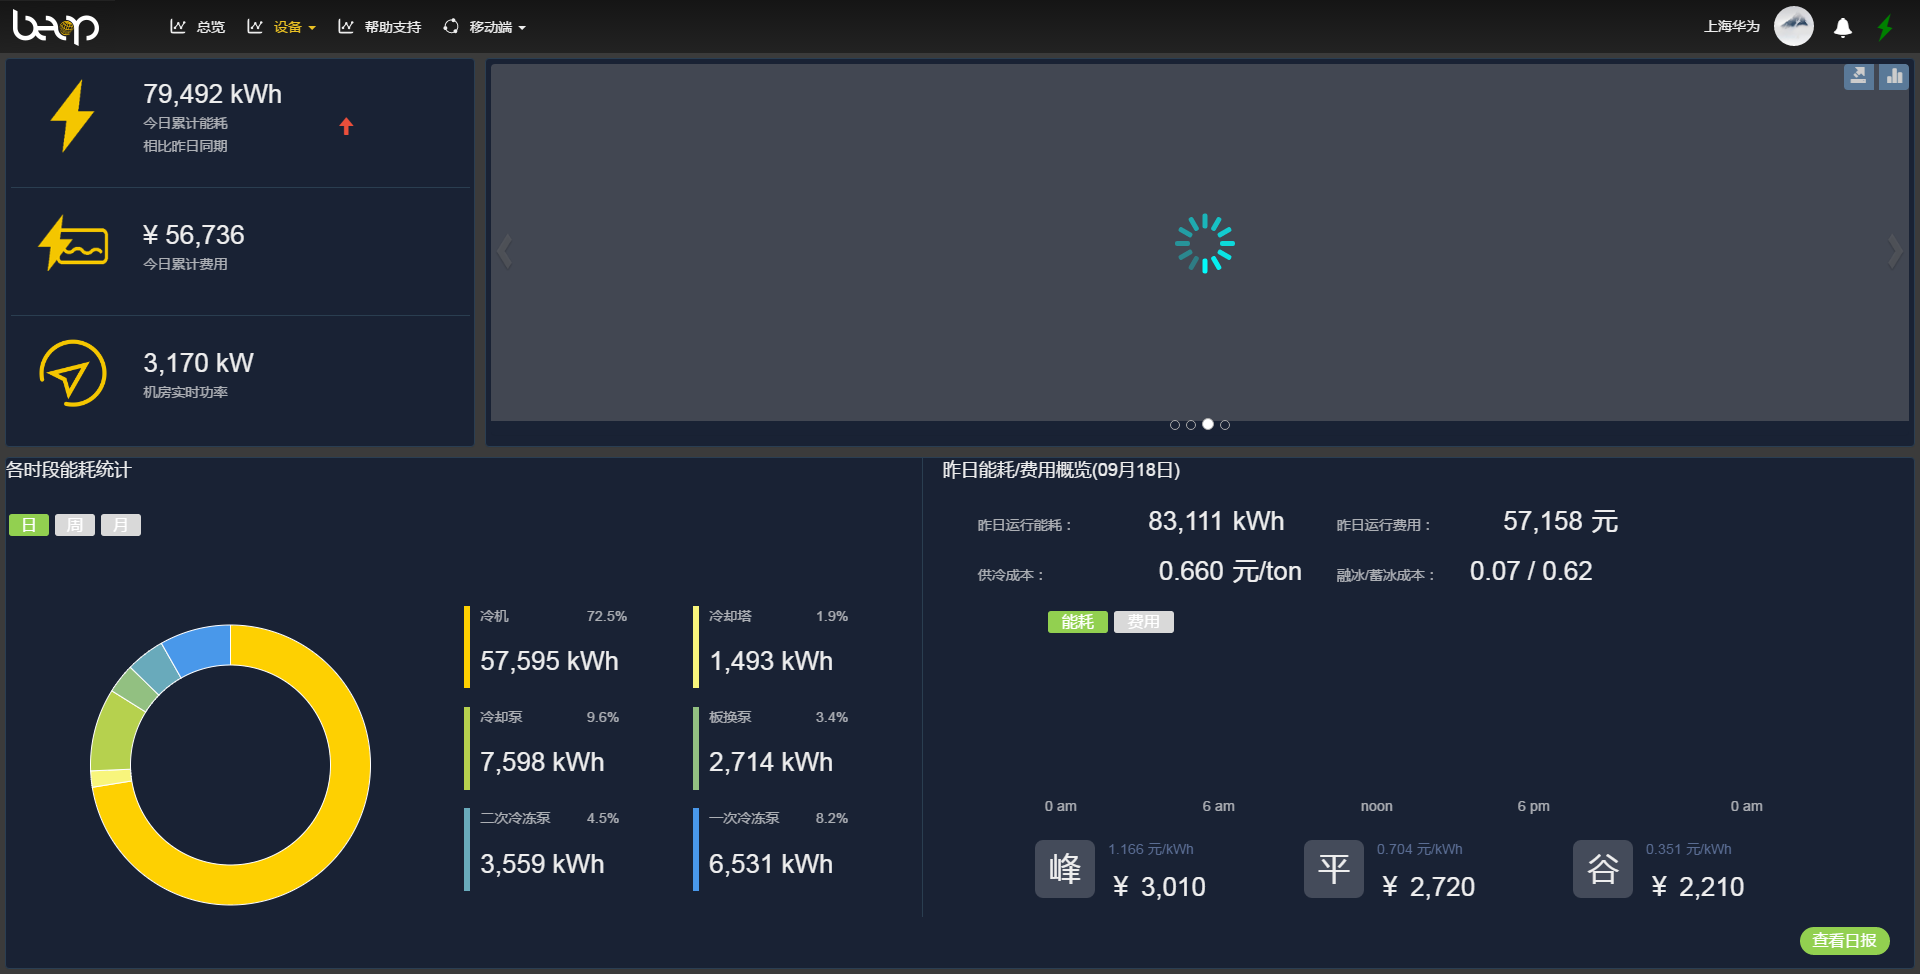 beop
总览
设备
帮助支持
移动端
上海华为
79,492 kWh
今日累计能耗
相比昨日同期
¥ 56,736
今日累计费用
3,170 kW
机房实时功率
各时段能耗统计
日
周
月
冷机 72.5%
57,595 kWh
冷却塔 1.9%
1,493 kWh
冷却泵 9.6%
7,598 kWh
板换泵 3.4%
2,714 kWh
二次冷冻泵 4.5%
3,559 kWh
一次冷冻泵 8.2%
6,531 kWh
昨日能耗/费用概览(09月18日)
昨日运行能耗： 83,111 kWh
昨日运行费用： 57,158 元
供冷成本： 0.660 元/ton
融冰/蓄冰成本： 0.07 / 0.62
能耗
费用
0 am
6 am
noon
6 pm
0 am
峰
1.166 元/kWh
¥ 3,010
平
0.704 元/kWh
¥ 2,720
谷
0.351 元/kWh
¥ 2,210
查看日报